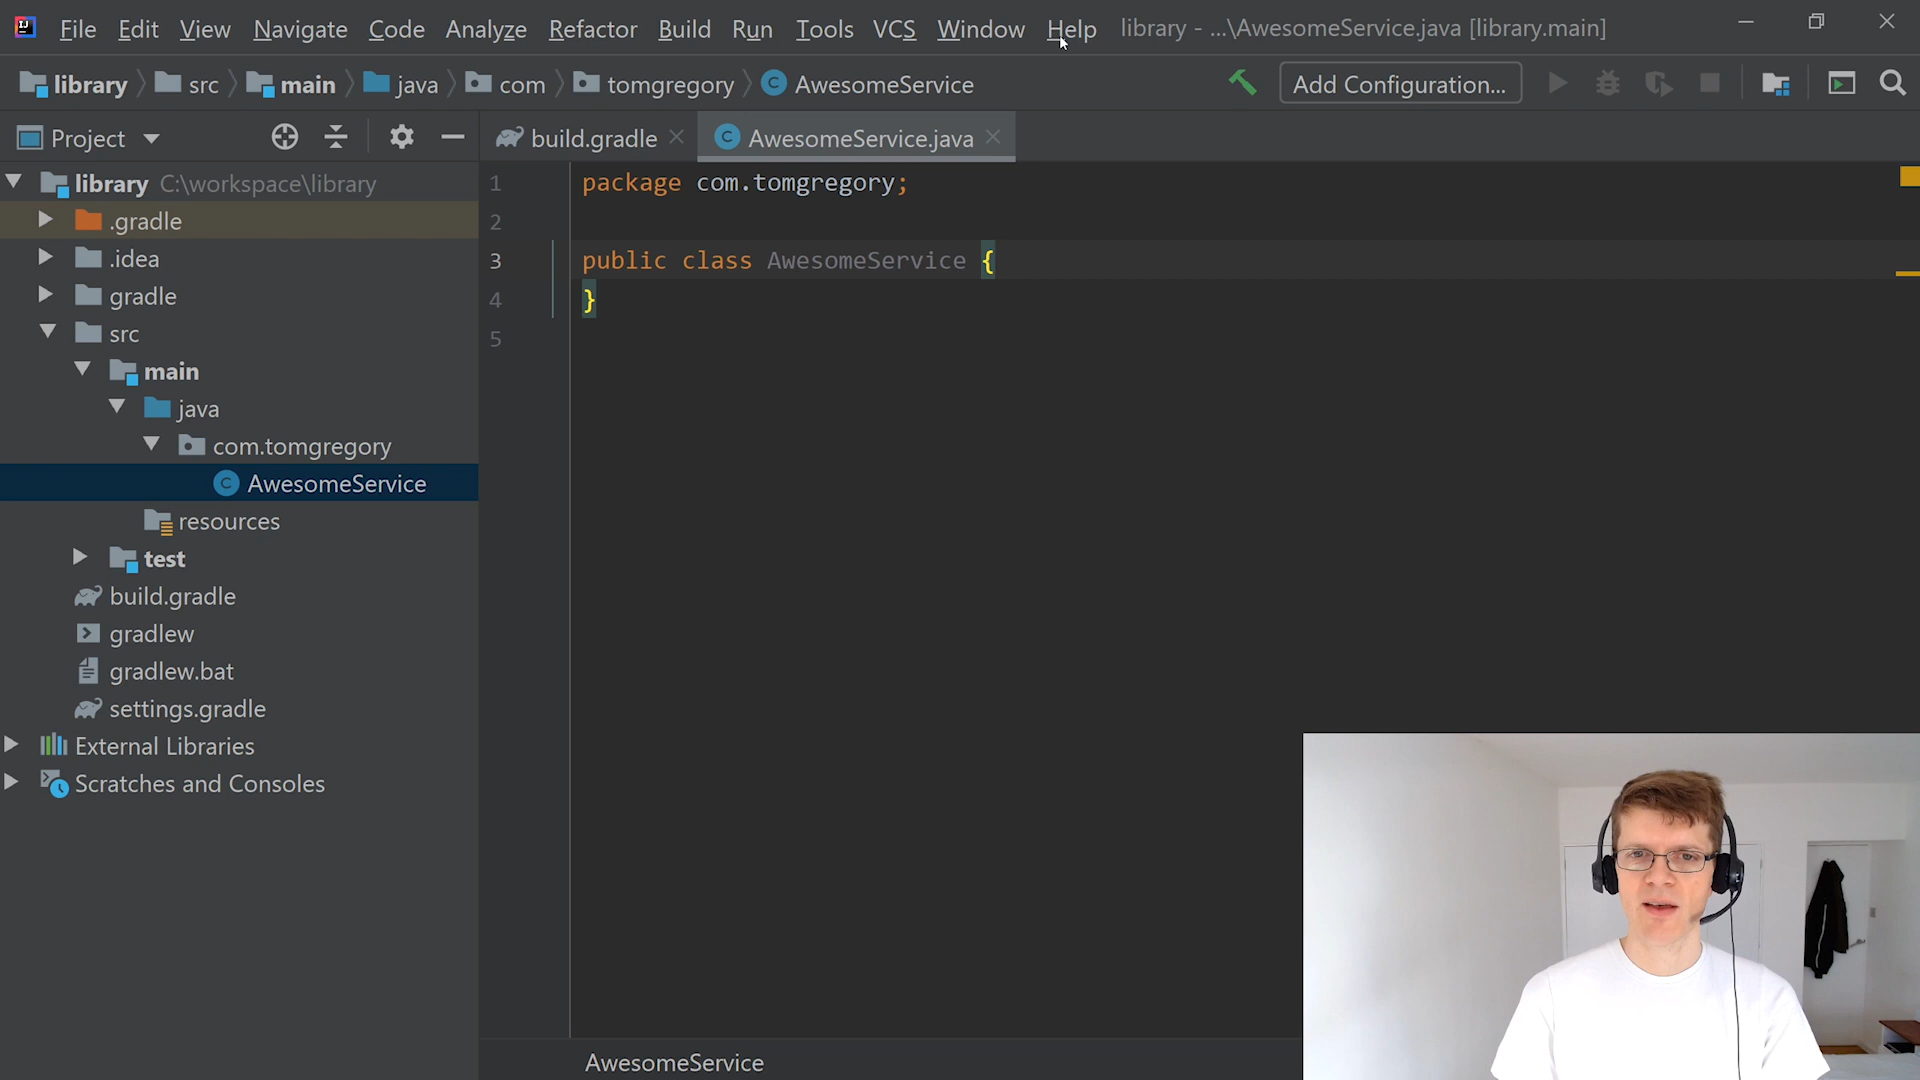 File Edit View Navigate Code Analyze Refactor Build Run Tools VCS Window Help library - ...\AwesomeService.java [library.main]
library src main java com tomgregory AwesomeService Add Configuration...
Project
build.gradle AwesomeService.java
library C:\workspace\library
.gradle
.idea
gradle
src
main
java
com.tomgregory
AwesomeService
resources
test
build.gradle
gradlew
gradlew.bat
settings.gradle
External Libraries
Scratches and Consoles
1 package com.tomgregory;
2
3 public class AwesomeService {
4 }
5
AwesomeService